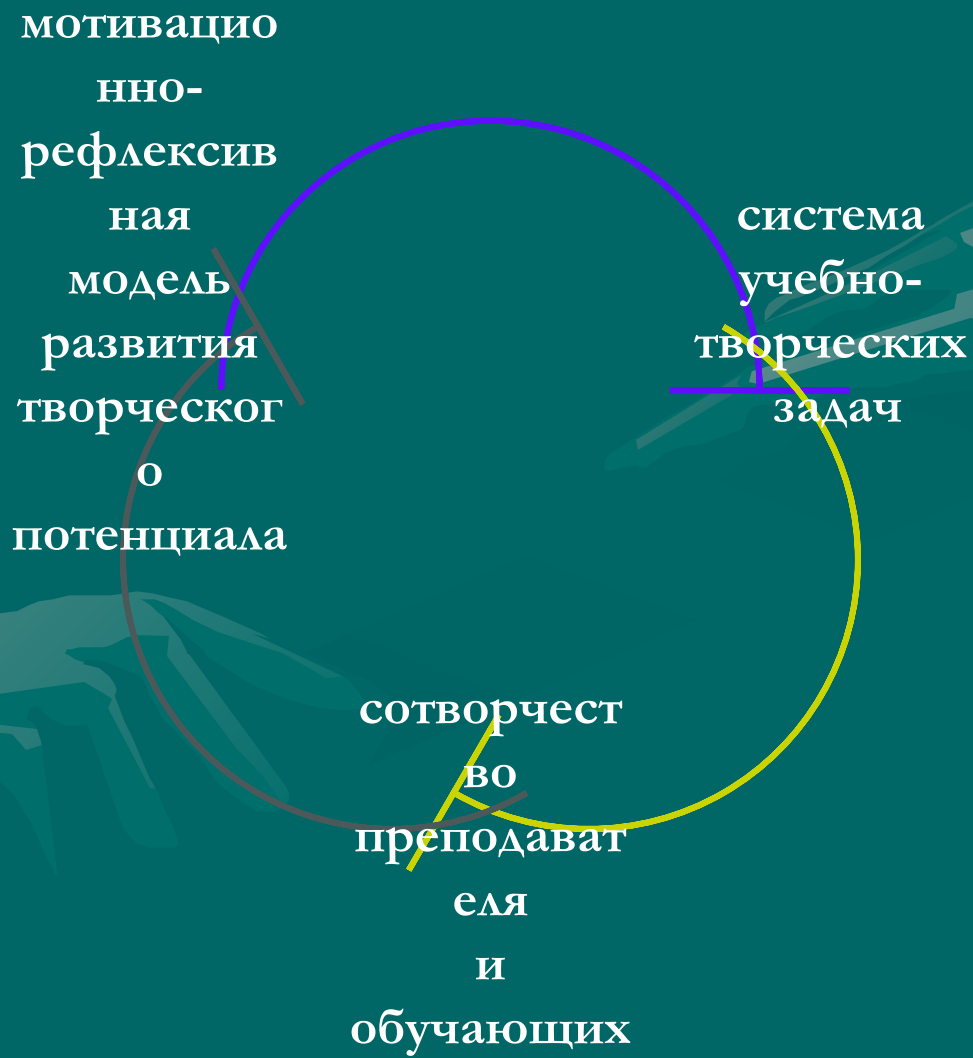 мотивацио
нно-
рефлексив
ная
модель
развития
творческог
о
потенциала
система
учебно-
творческих
задач
сотворчест
во
преподават
еля
и
обучающих